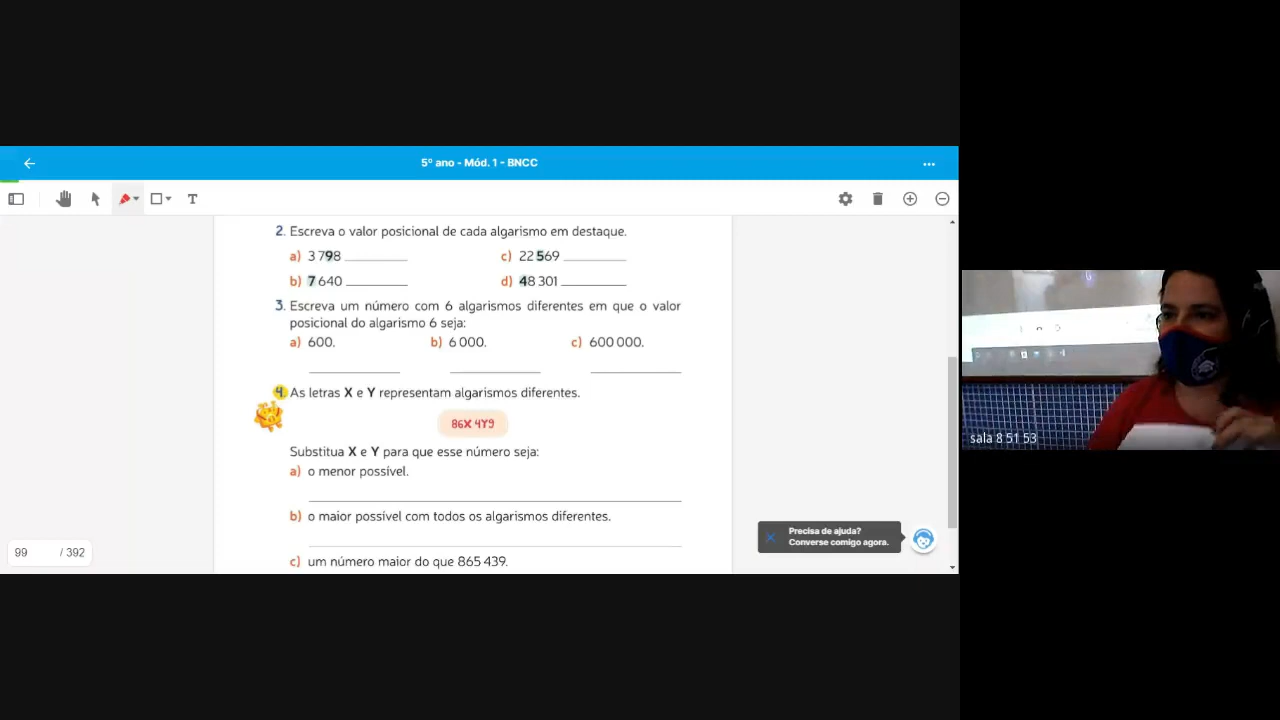 5º ano - Mód. 1 - BNCC
T
2. Escreva o valor posicional de cada algarismo em destaque.
a) 3 798 ________ c) 22 569 ________
b) 7 640 ________ d) 48 301 ________
3. Escreva um número com 6 algarismos diferentes em que o valor
posicional do algarismo 6 seja:
a) 600. b) 6 000. c) 600 000.
4. As letras X e Y representam algarismos diferentes.
86X 4Y9
Substitua X e Y para que esse número seja:
a) o menor possível.
b) o maior possível com todos os algarismos diferentes.
c) um número maior do que 865 439.
Precisa de ajuda?
Converse comigo agora.
99 / 392
sala 8 51 53